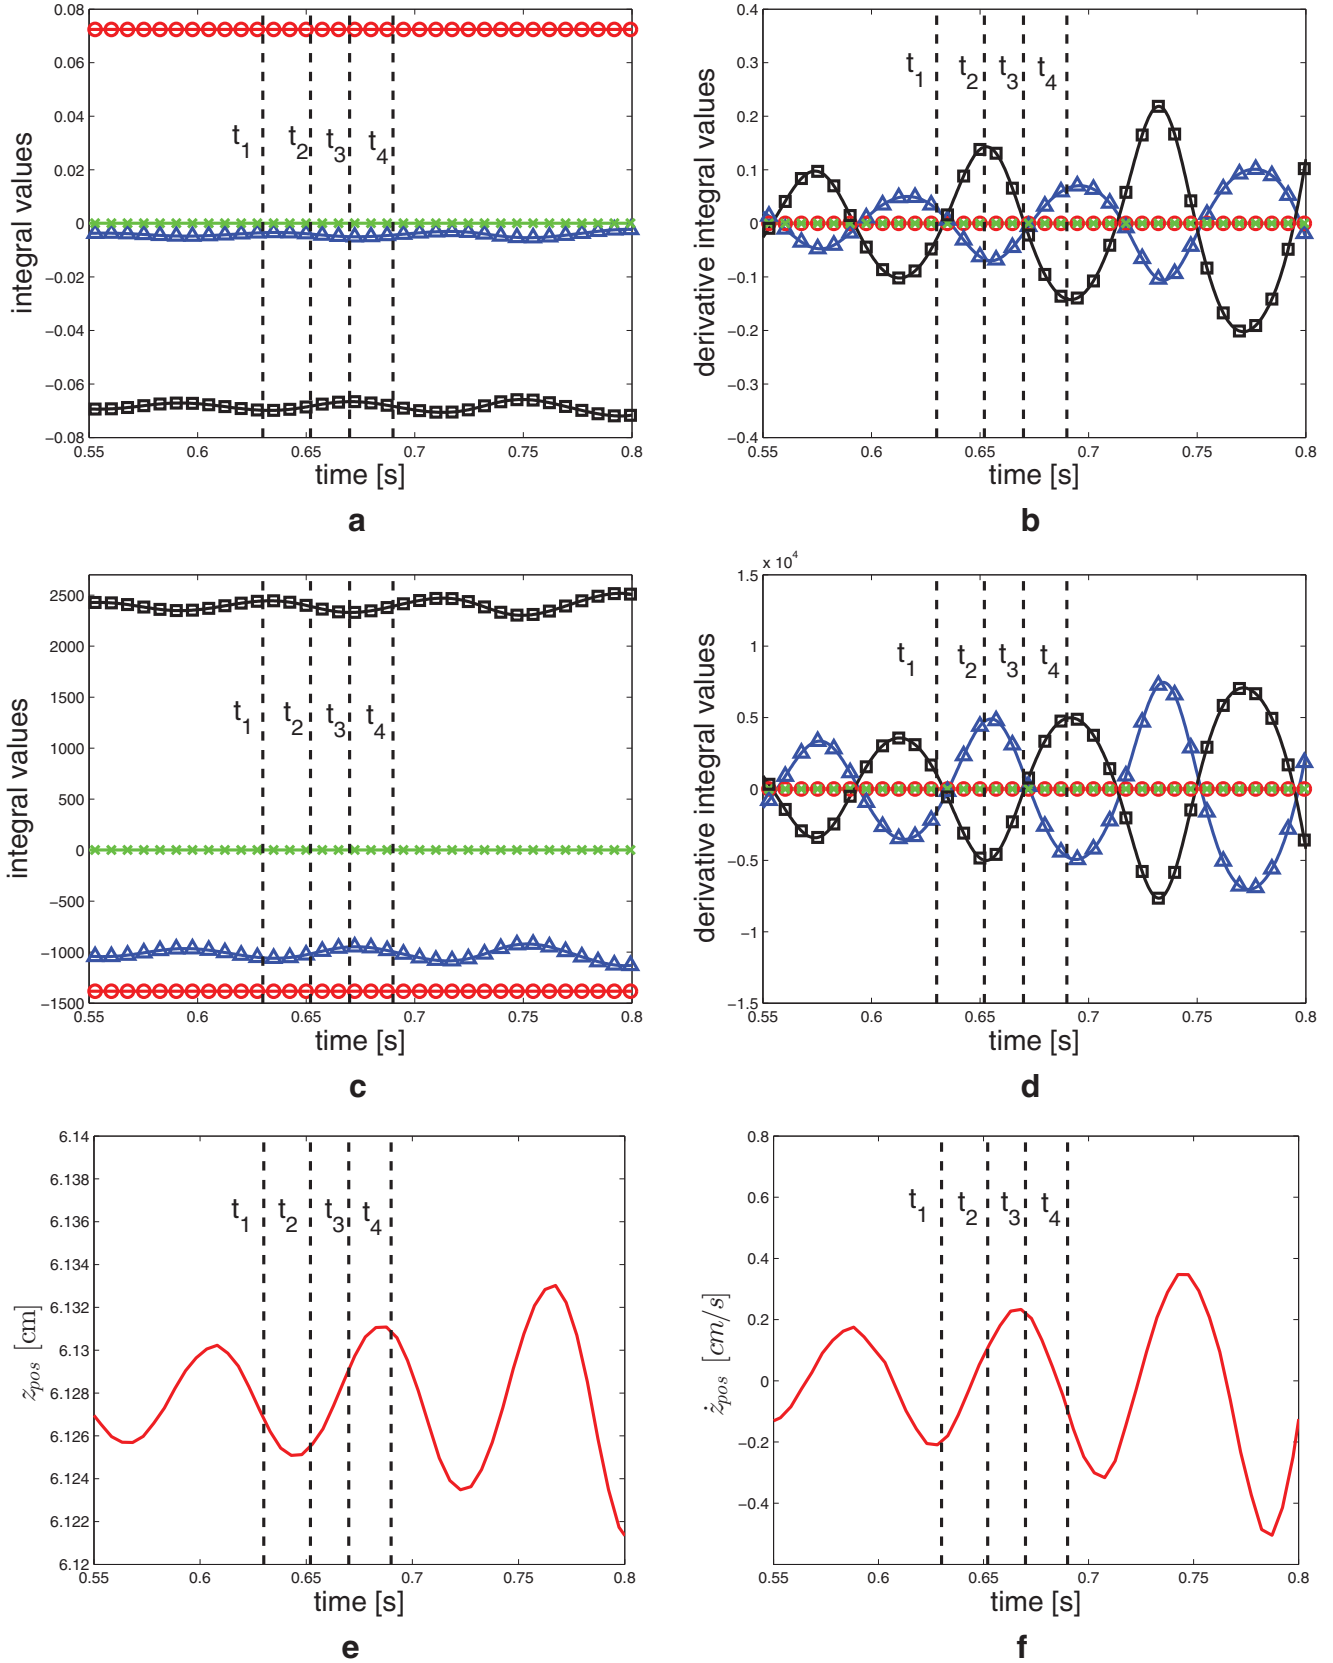 0.08
0.06
0.04
0.02
0
−0.02
−0.04
−0.06
−0.08
integral values
t1
t2
t3
t4
0.55
0.6
0.65
0.7
0.75
0.8
time [s]
a
0.4
0.3
0.2
0.1
0
−0.1
−0.2
−0.3
−0.4
derivative integral values
t1
t2
t3
t4
0.55
0.6
0.65
0.7
0.75
0.8
time [s]
b
2500
2000
1500
1000
500
0
−500
−1000
−1500
integral values
t1
t2
t3
t4
0.55
0.6
0.65
0.7
0.75
0.8
time [s]
c
x 10^4
1.5
1
0.5
0
−0.5
−1
−1.5
derivative integral values
t1
t2
t3
t4
0.55
0.6
0.65
0.7
0.75
0.8
time [s]
d
6.14
6.138
6.136
6.134
6.132
6.13
6.128
6.126
6.124
6.122
6.12
z_pos [cm]
t1
t2
t3
t4
0.55
0.6
0.65
0.7
0.75
0.8
time [s]
e
0.8
0.6
0.4
0.2
0
−0.2
−0.4
ż_pos [cm/s]
t1
t2
t3
t4
0.55
0.6
0.65
0.7
0.75
0.8
time [s]
f